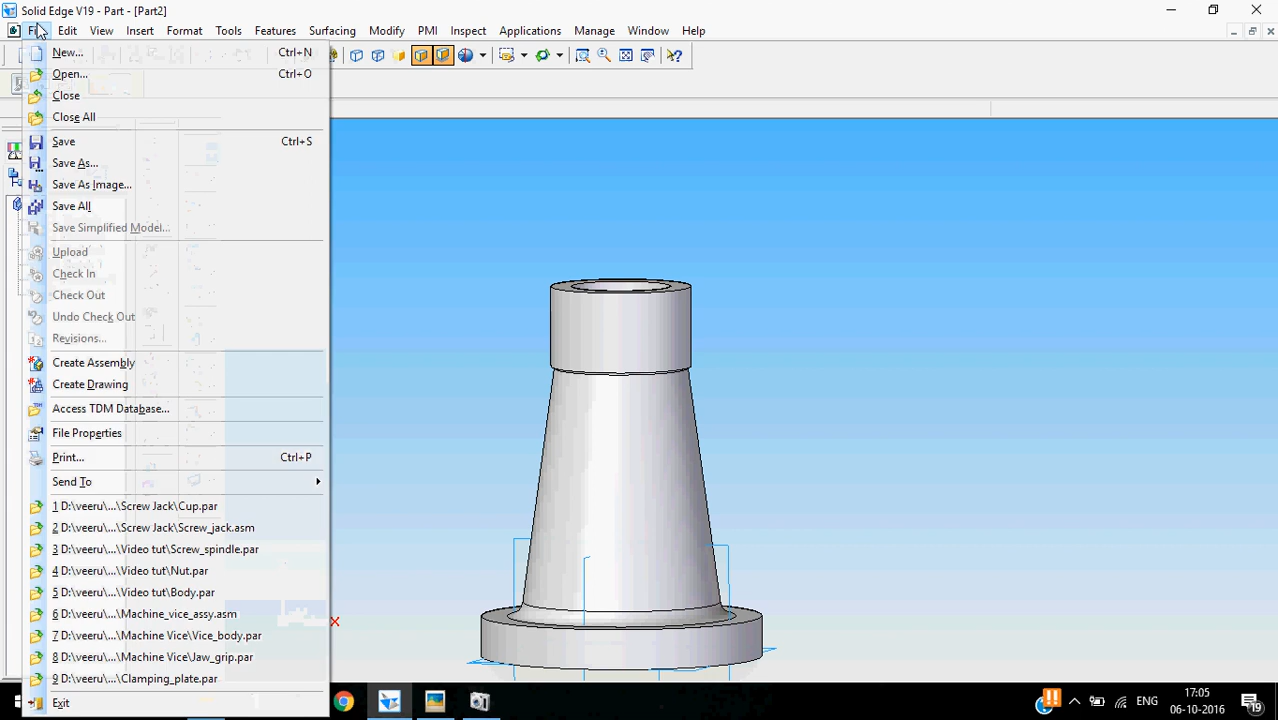 Solid Edge V19 - Part - [Part2]
Edit View Insert Format Tools Features Surfacing Modify PMI Inspect Applications Manage Window Help
New... Ctrl+N
Open... Ctrl+O
Close
Close All
Save Ctrl+S
Save As...
Save As Image...
Save All
Save Simplified Model...
Upload
Check In
Check Out
Undo Check Out
Revisions...
Create Assembly
Create Drawing
Access TDM Database...
File Properties
Print... Ctrl+P
Send To
1 D:\veeru\...\Screw Jack\Cup.par
2 D:\veeru\...\Screw Jack\Screw_jack.asm
3 D:\veeru\...\Video tut\Screw_spindle.par
4 D:\veeru\...\Video tut\Nut.par
5 D:\veeru\...\Video tut\Body.par
6 D:\veeru\...\Machine_vice_assy.asm
7 D:\veeru\...\Machine Vice\Vice_body.par
8 D:\veeru\...\Machine Vice\Jaw_grip.par
9 D:\veeru\...\Clamping_plate.par
Exit
X
ENG
17:05
06-10-2016
19